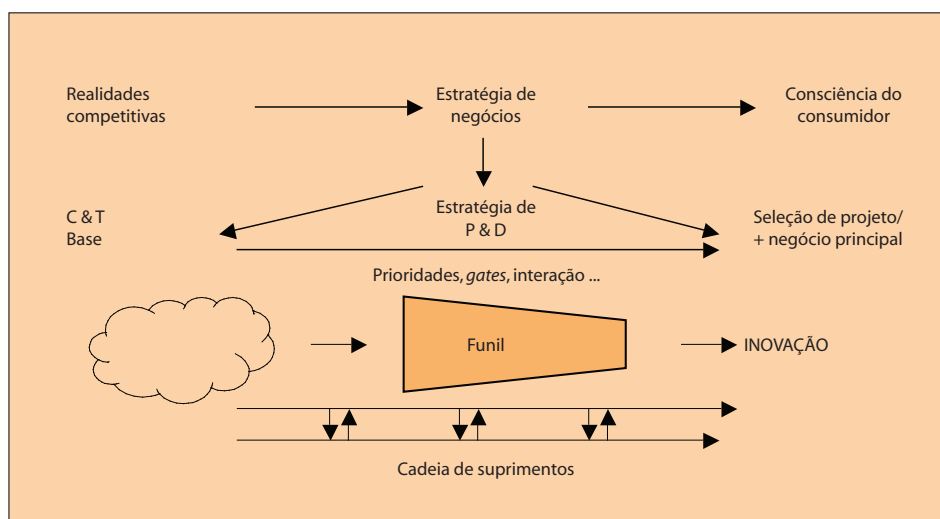 Realidades
competitivas
Estratégia de
negócios
Consciência do
consumidor
C & T
Base
Estratégia de
P & D
Seleção de projeto/
+ negócio principal
Prioridades, gates, interação ...
Funil
INOVAÇÃO
Cadeia de suprimentos